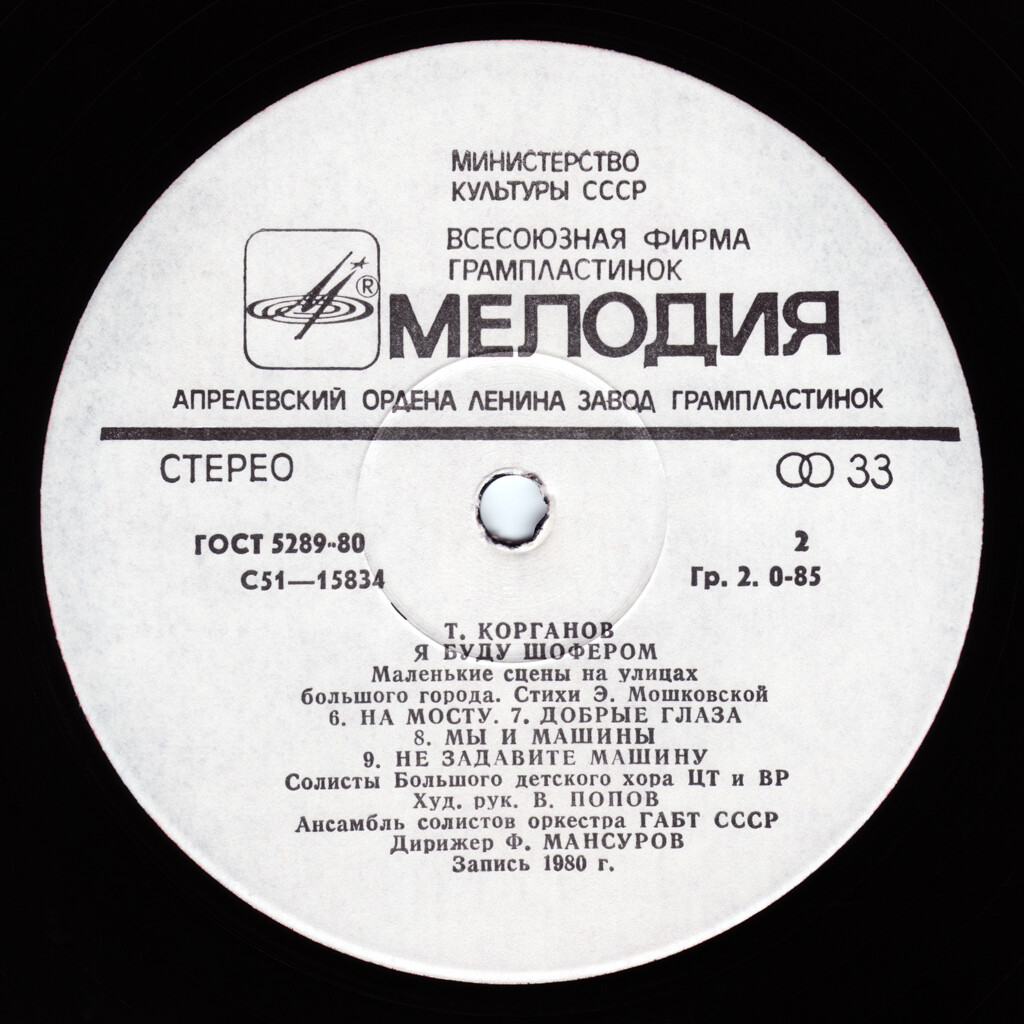 МИНИСТЕРСТВО
КУЛЬТУРЫ СССР
ВСЕСОЮЗНАЯ ФИРМА
ГРАМПЛАСТИНОК
®
МЕЛОДИЯ
АПРЕЛЕВСКИЙ ОРДЕНА ЛЕНИНА ЗАВОД ГРАМПЛАСТИНОК
СТЕРЕО 33
ГОСТ 5289-80 2
С51—15834 Гр. 2. 0-85
Т. КОРГАНОВ
Я БУДУ ШОФЕРОМ
Маленькие сцены на улицах
большого города. Стихи Э. Мошковской
6. НА МОСТУ. 7. ДОБРЫЕ ГЛАЗА
8. МЫ И МАШИНЫ
9. НЕ ЗАДАВИТЕ МАШИНУ
Солисты Большого детского хора ЦТ и ВР
Худ. рук. В. ПОПОВ
Ансамбль солистов оркестра ГАБТ СССР
Дирижер Ф. МАНСУРОВ
Запись 1980 г.